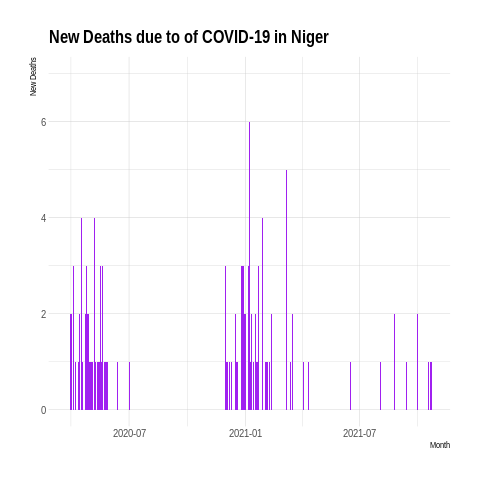 New Deaths due to of COVID-19 in Niger
New Deaths
6
4
2
0
2020-07
2021-01
2021-07
Month